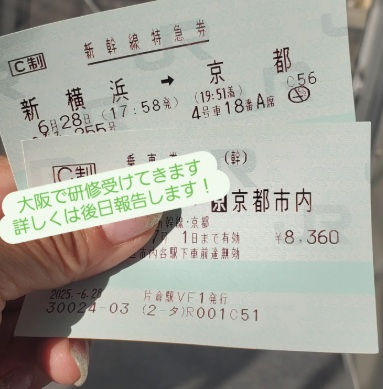 C制
新幹線特急券
新横浜 → 京都
C56
6月28日(17:58発) (19:51着)
4号車18番A席
255号
C制 乗車券 (幹)
京都市内
幹線・京都
7月 1日まで有効 ¥8,360
駅下車前途無効
大阪で研修受けてきます
詳しくは後日報告します!
2025.-6.28 片倉駅VF1発行
30024-03 (2-タ)R001C51